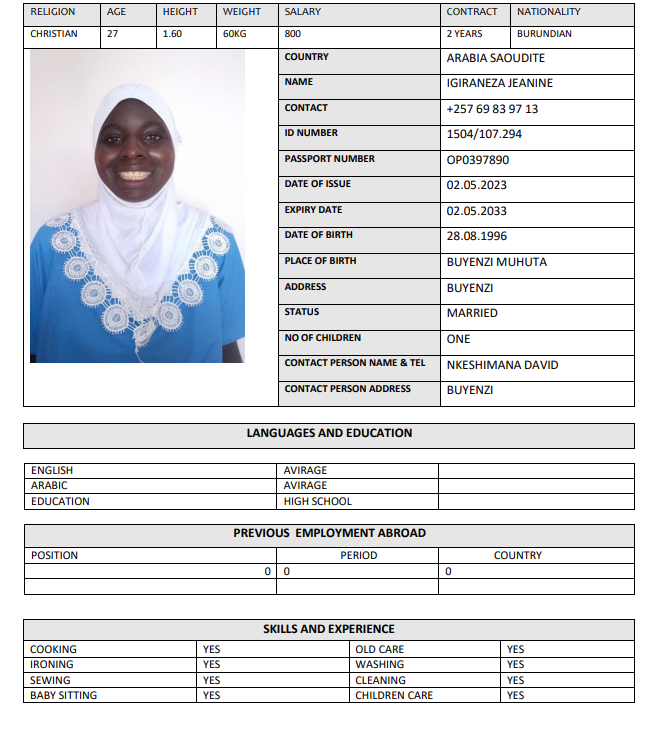 RELIGION AGE HEIGHT WEIGHT SALARY CONTRACT NATIONALITY
CHRISTIAN 27 1.60 60KG 800 2 YEARS BURUNDIAN
COUNTRY ARABIA SAOUDITE
NAME IGIRANEZA JEANINE
CONTACT +257 69 83 97 13
ID NUMBER 1504/107.294
PASSPORT NUMBER OP0397890
DATE OF ISSUE 02.05.2023
EXPIRY DATE 02.05.2033
DATE OF BIRTH 28.08.1996
PLACE OF BIRTH BUYENZI MUHUTA
ADDRESS BUYENZI
STATUS MARRIED
NO OF CHILDREN ONE
CONTACT PERSON NAME & TEL NKESHIMANA DAVID
CONTACT PERSON ADDRESS BUYENZI
LANGUAGES AND EDUCATION
ENGLISH AVIRAGE
ARABIC AVIRAGE
EDUCATION HIGH SCHOOL
PREVIOUS EMPLOYMENT ABROAD
POSITION PERIOD COUNTRY
0 0 0
SKILLS AND EXPERIENCE
COOKING YES OLD CARE YES
IRONING YES WASHING YES
SEWING YES CLEANING YES
BABY SITTING YES CHILDREN CARE YES